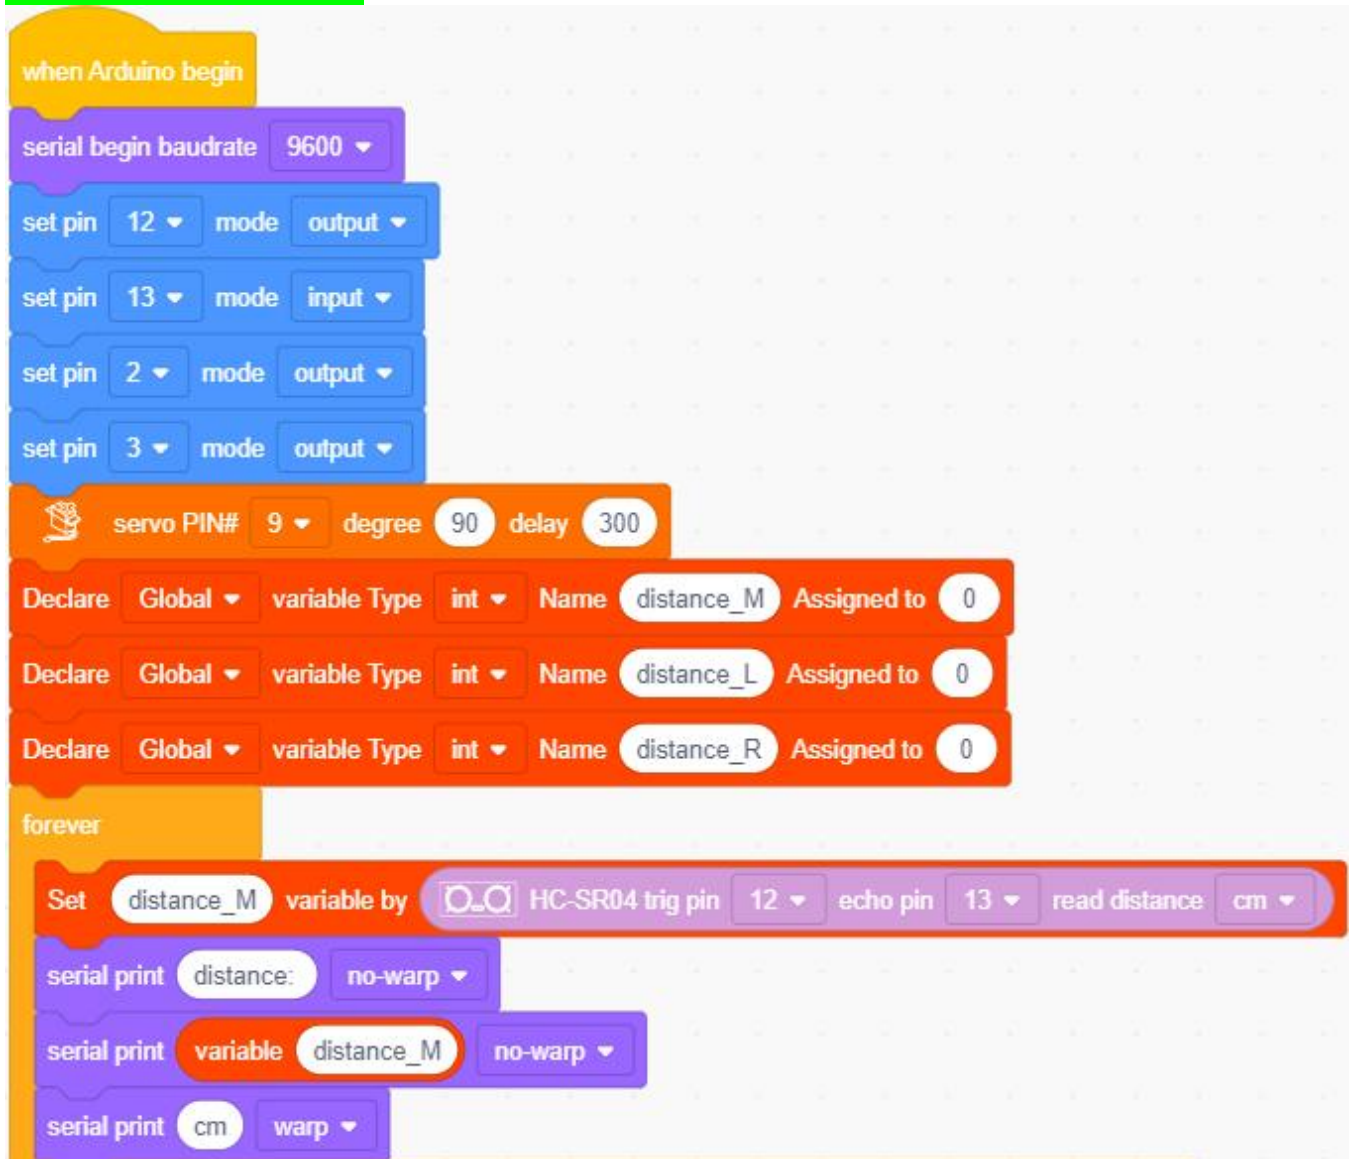 when Arduino begin
serial begin baudrate 9600
set pin 12 mode output
set pin 13 mode input
set pin 2 mode output
set pin 3 mode output
servo PIN# 9 degree 90 delay 300
Declare Global variable Type int Name distance_M Assigned to 0
Declare Global variable Type int Name distance_L Assigned to 0
Declare Global variable Type int Name distance_R Assigned to 0
forever
Set distance_M variable by HC-SR04 trig pin 12 echo pin 13 read distance cm
serial print distance: no-warp
serial print variable distance_M no-warp
serial print cm warp